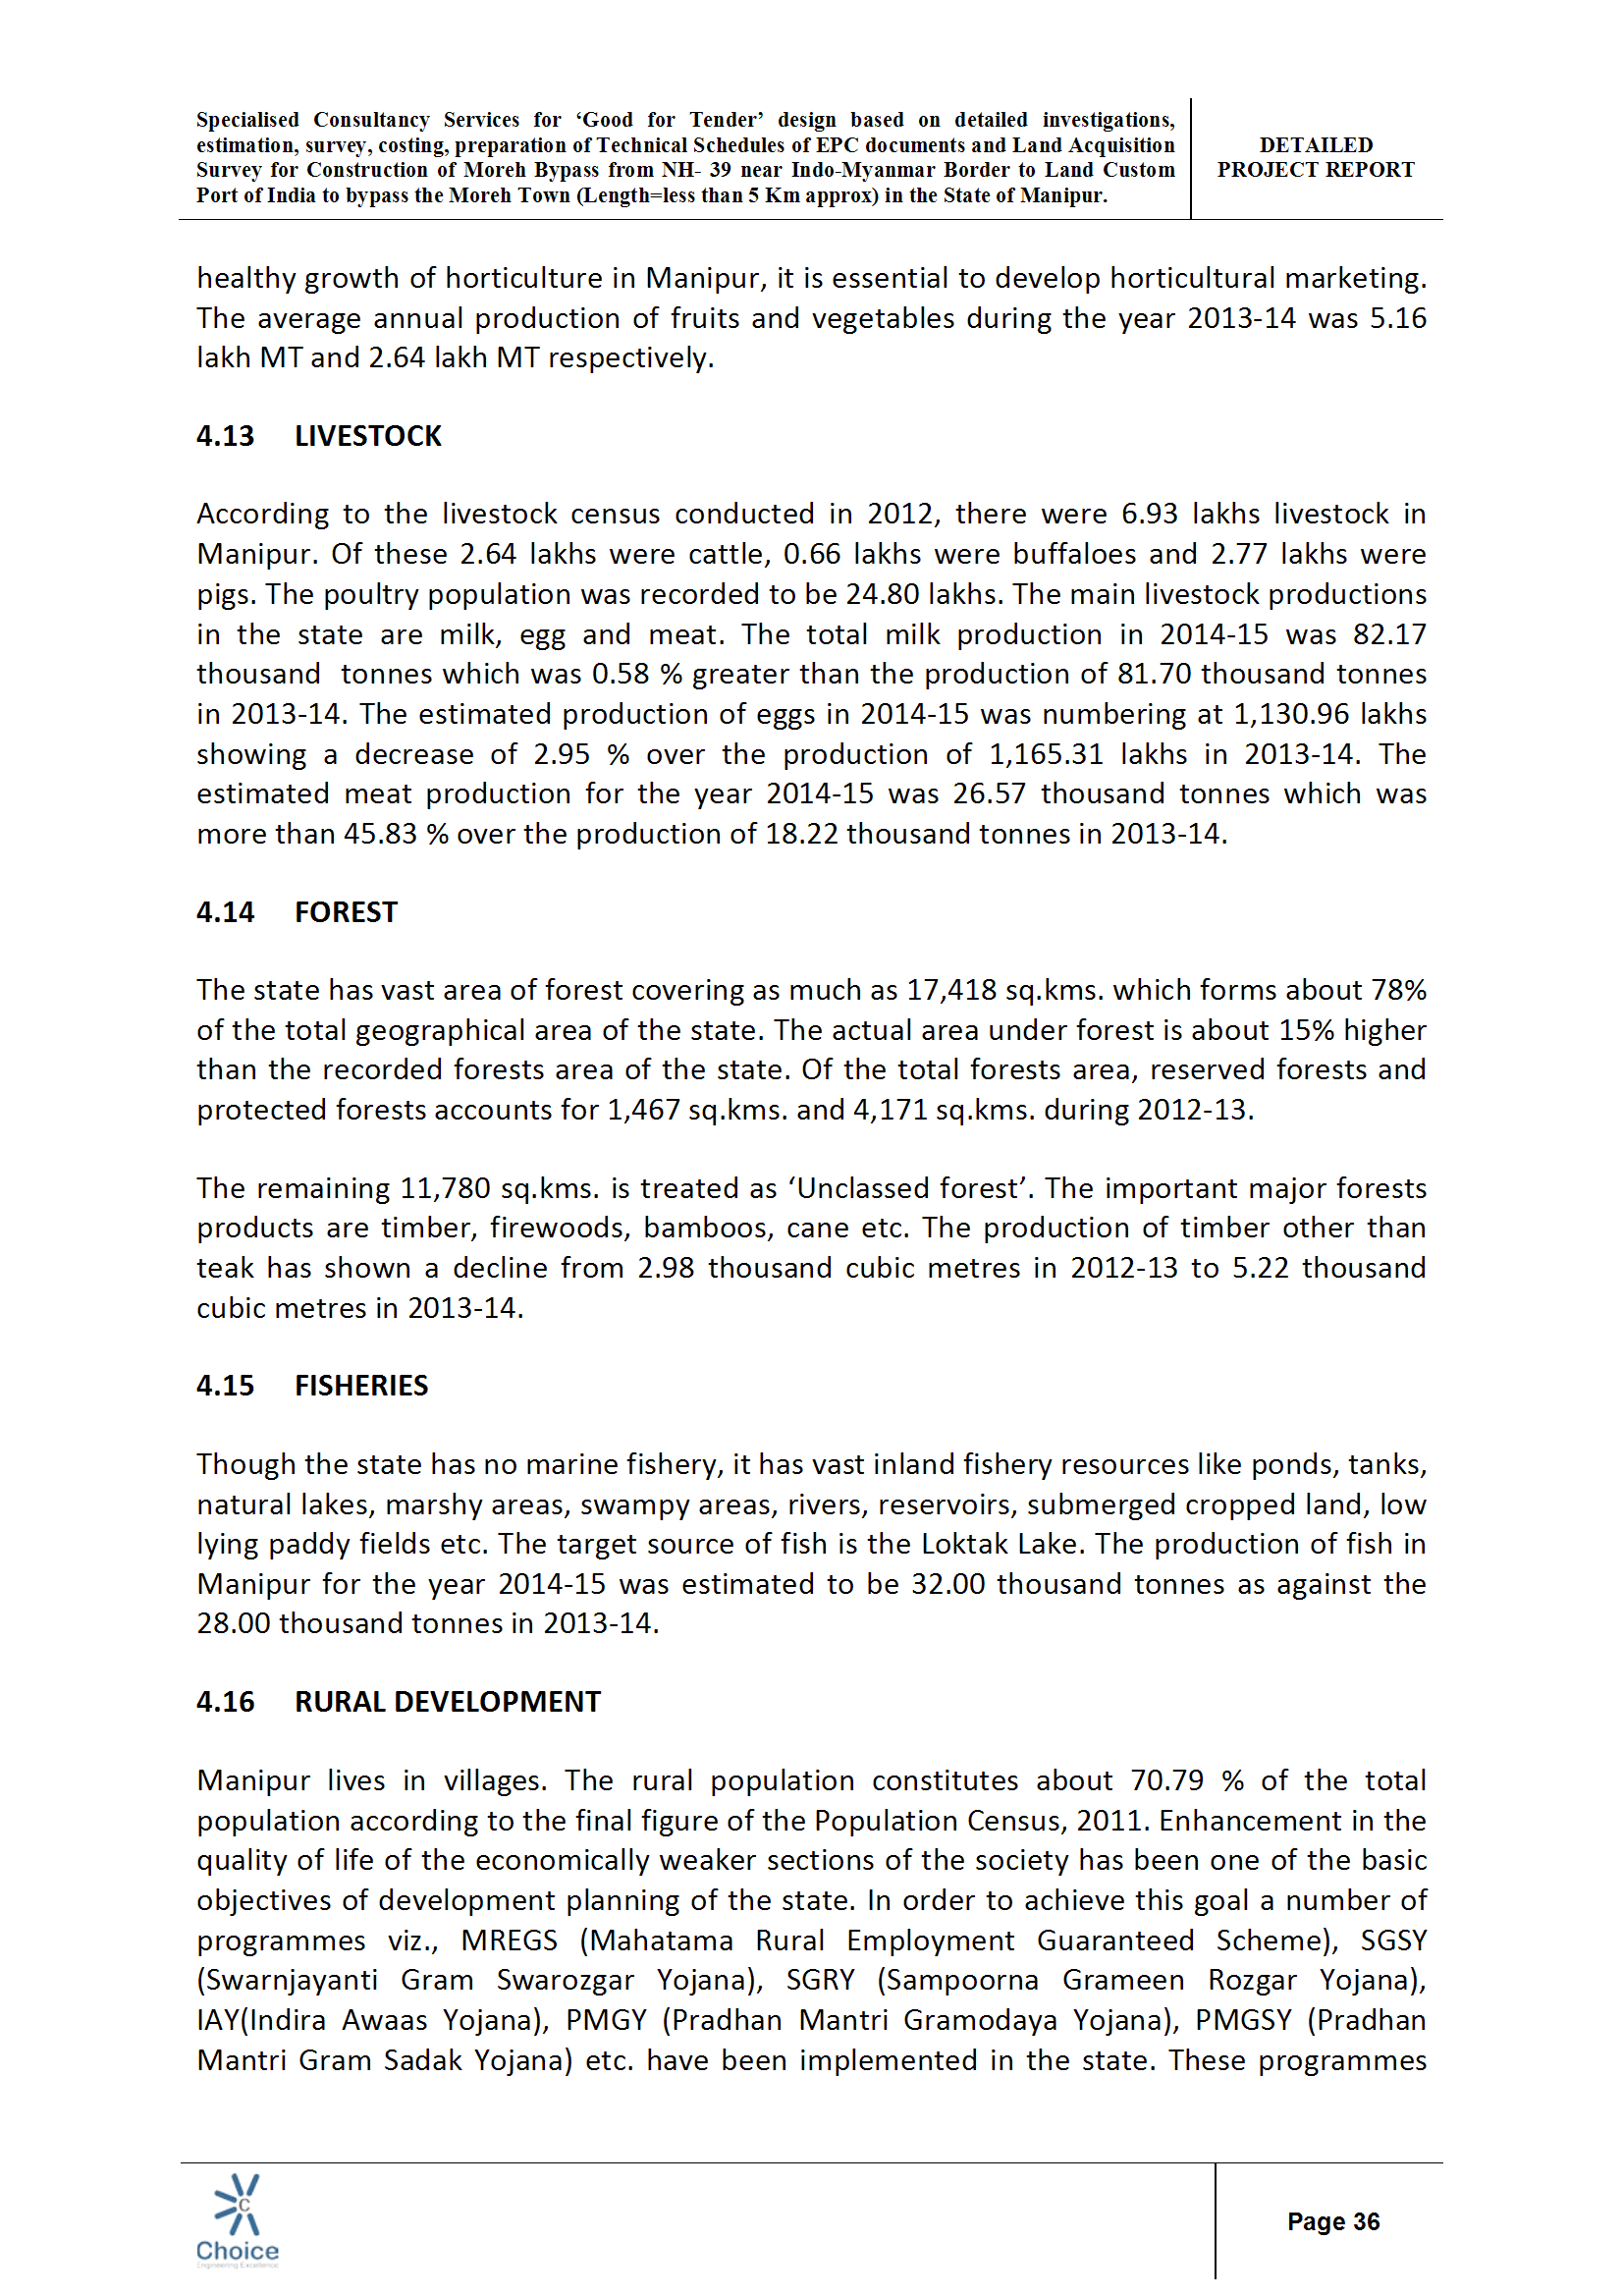 Specialised Consultancy Services for ‘Good for Tender’ design based on detailed investigations,
estimation, survey, costing, preparation of Technical Schedules of EPC documents and Land Acquisition
Survey for Construction of Moreh Bypass from NH- 39 near Indo-Myanmar Border to Land Custom
Port of India to bypass the Moreh Town (Length=less than 5 Km approx) in the State of Manipur.
DETAILED
PROJECT REPORT
healthy growth of horticulture in Manipur, it is essential to develop horticultural marketing.
The average annual production of fruits and vegetables during the year 2013-14 was 5.16
lakh MT and 2.64 lakh MT respectively.
4.13 LIVESTOCK
According to the livestock census conducted in 2012, there were 6.93 lakhs livestock in
Manipur. Of these 2.64 lakhs were cattle, 0.66 lakhs were buffaloes and 2.77 lakhs were
pigs. The poultry population was recorded to be 24.80 lakhs. The main livestock productions
in the state are milk, egg and meat. The total milk production in 2014-15 was 82.17
thousand tonnes which was 0.58 % greater than the production of 81.70 thousand tonnes
in 2013-14. The estimated production of eggs in 2014-15 was numbering at 1,130.96 lakhs
showing a decrease of 2.95 % over the production of 1,165.31 lakhs in 2013-14. The
estimated meat production for the year 2014-15 was 26.57 thousand tonnes which was
more than 45.83 % over the production of 18.22 thousand tonnes in 2013-14.
4.14 FOREST
The state has vast area of forest covering as much as 17,418 sq.kms. which forms about 78%
of the total geographical area of the state. The actual area under forest is about 15% higher
than the recorded forests area of the state. Of the total forests area, reserved forests and
protected forests accounts for 1,467 sq.kms. and 4,171 sq.kms. during 2012-13.
The remaining 11,780 sq.kms. is treated as ‘Unclassed forest’. The important major forests
products are timber, firewoods, bamboos, cane etc. The production of timber other than
teak has shown a decline from 2.98 thousand cubic metres in 2012-13 to 5.22 thousand
cubic metres in 2013-14.
4.15 FISHERIES
Though the state has no marine fishery, it has vast inland fishery resources like ponds, tanks,
natural lakes, marshy areas, swampy areas, rivers, reservoirs, submerged cropped land, low
lying paddy fields etc. The target source of fish is the Loktak Lake. The production of fish in
Manipur for the year 2014-15 was estimated to be 32.00 thousand tonnes as against the
28.00 thousand tonnes in 2013-14.
4.16 RURAL DEVELOPMENT
Manipur lives in villages. The rural population constitutes about 70.79 % of the total
population according to the final figure of the Population Census, 2011. Enhancement in the
quality of life of the economically weaker sections of the society has been one of the basic
objectives of development planning of the state. In order to achieve this goal a number of
programmes viz., MREGS (Mahatama Rural Employment Guaranteed Scheme), SGSY
(Swarnjayanti Gram Swarozgar Yojana), SGRY (Sampoorna Grameen Rozgar Yojana),
IAY(Indira Awaas Yojana), PMGY (Pradhan Mantri Gramodaya Yojana), PMGSY (Pradhan
Mantri Gram Sadak Yojana) etc. have been implemented in the state. These programmes
C
Choice
Engineering Excellence
Page 36